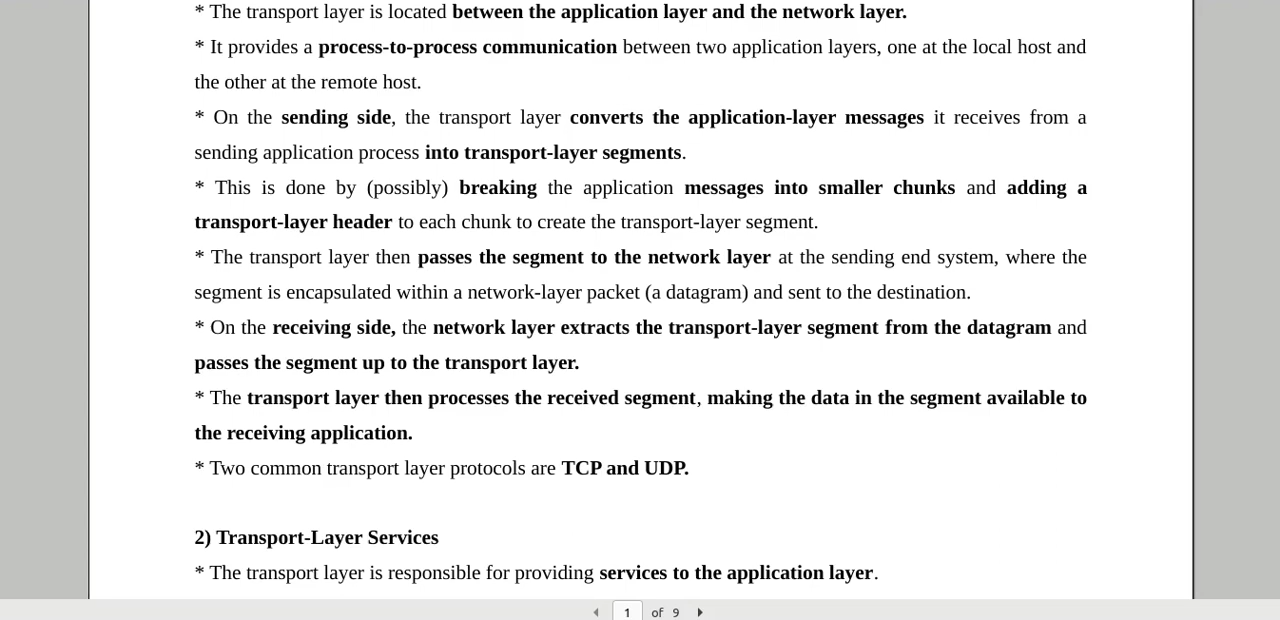 * The transport layer is located between the application layer and the network layer.
* It provides a process-to-process communication between two application layers, one at the local host and
the other at the remote host.
* On the sending side, the transport layer converts the application-layer messages it receives from a
sending application process into transport-layer segments.
* This is done by (possibly) breaking the application messages into smaller chunks and adding a
transport-layer header to each chunk to create the transport-layer segment.
* The transport layer then passes the segment to the network layer at the sending end system, where the
segment is encapsulated within a network-layer packet (a datagram) and sent to the destination.
* On the receiving side, the network layer extracts the transport-layer segment from the datagram and
passes the segment up to the transport layer.
* The transport layer then processes the received segment, making the data in the segment available to
the receiving application.
* Two common transport layer protocols are TCP and UDP.
2) Transport-Layer Services
* The transport layer is responsible for providing services to the application layer.
1 of 9